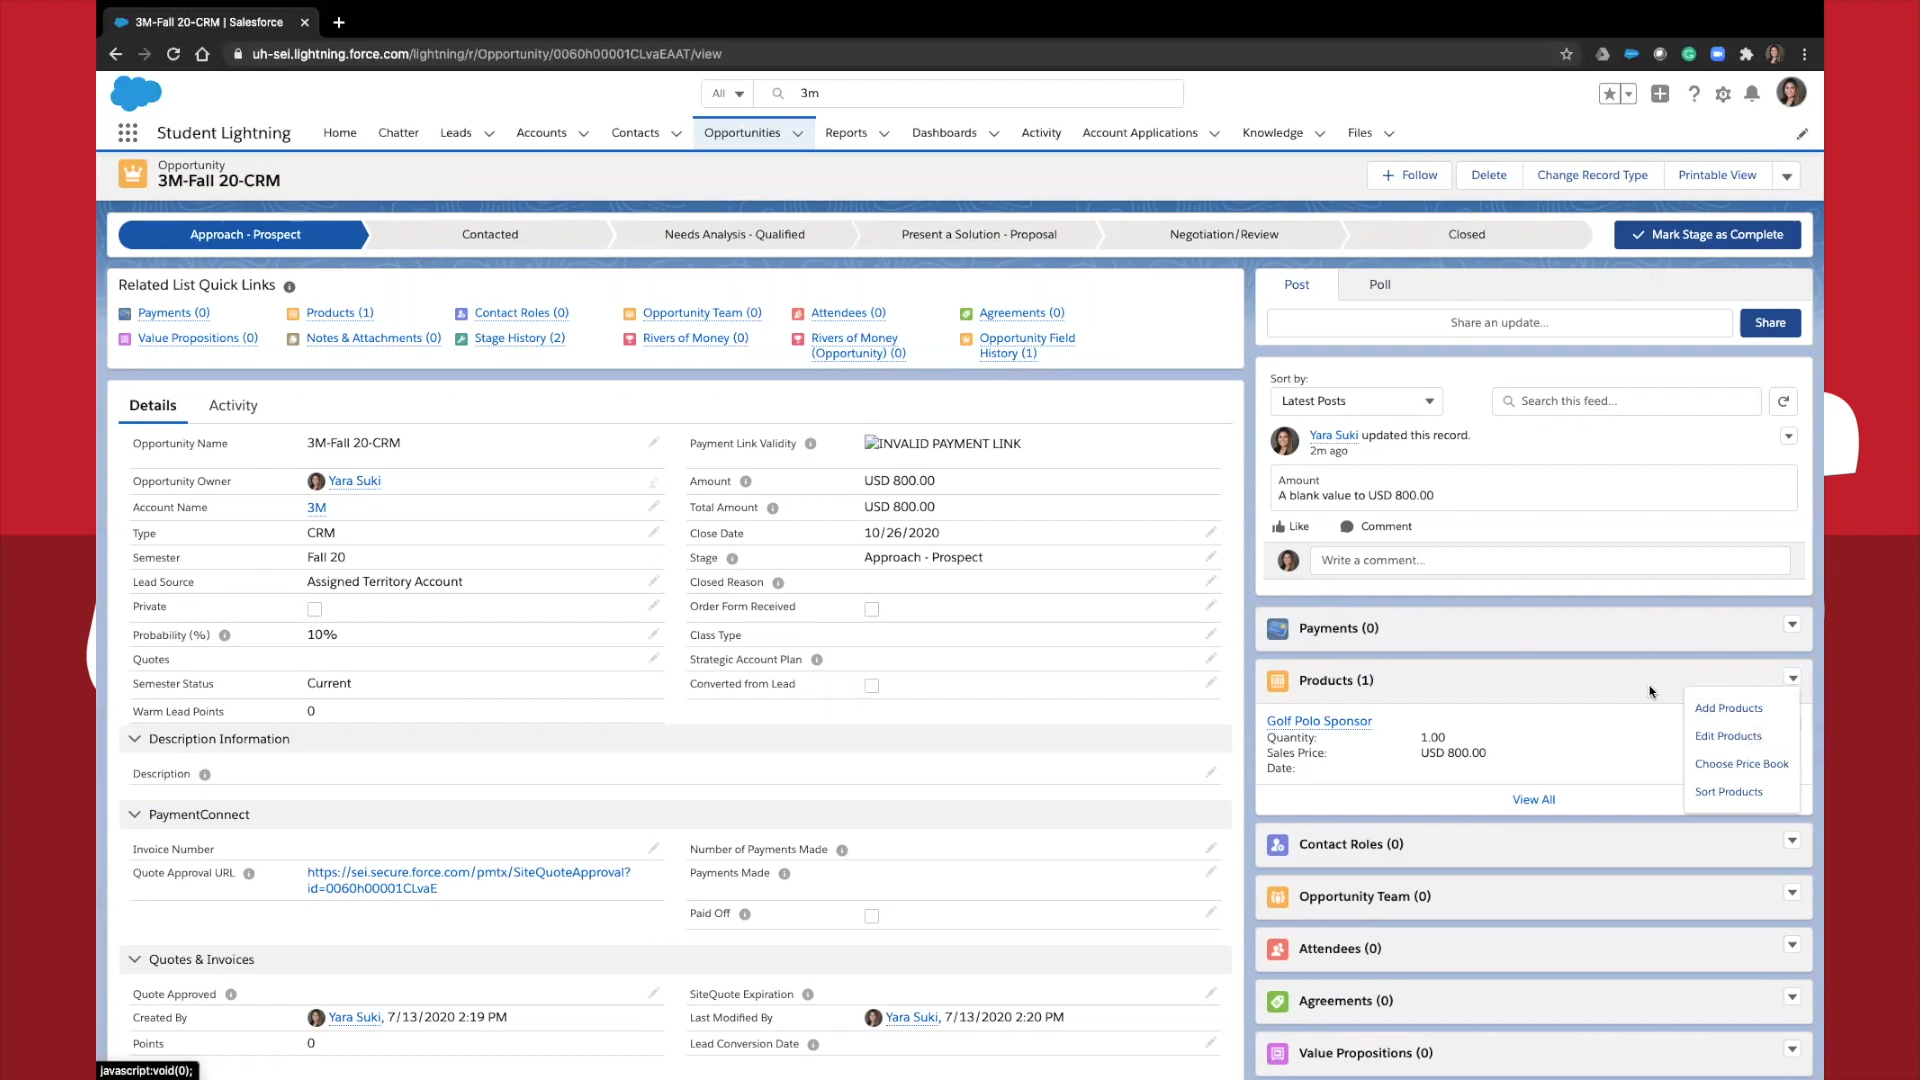 3M-Fall 20-CRM | Salesforce
uh-sei.lightning.force.com/lightning/r/Opportunity/0060h00001CLvaEAAT/view
All
3m
Student Lightning
Home
Chatter
Leads
Accounts
Contacts
Opportunities
Reports
Dashboards
Activity
Account Applications
Knowledge
Files
Opportunity
3M-Fall 20-CRM
Follow
Delete
Change Record Type
Printable View
Approach - Prospect
Contacted
Needs Analysis - Qualified
Present a Solution - Proposal
Negotiation/Review
Closed
Mark Stage as Complete
Related List Quick Links
Payments (0)
Products (1)
Contact Roles (0)
Opportunity Team (0)
Attendees (0)
Agreements (0)
Value Propositions (0)
Notes & Attachments (0)
Stage History (2)
Rivers of Money (0)
Rivers of Money
(Opportunity) (0)
Opportunity Field
History (1)
Details
Activity
Opportunity Name
3M-Fall 20-CRM
Opportunity Owner
Yara Suki
Account Name
3M
Type
CRM
Semester
Fall 20
Lead Source
Assigned Territory Account
Private
Probability (%)
10%
Quotes
Semester Status
Current
Warm Lead Points
0
Payment Link Validity
INVALID PAYMENT LINK
Amount
USD 800.00
Total Amount
USD 800.00
Close Date
10/26/2020
Stage
Approach - Prospect
Closed Reason
Order Form Received
Class Type
Strategic Account Plan
Converted from Lead
Description Information
Description
PaymentConnect
Invoice Number
Quote Approval URL
https://sei.secure.force.com/pmtx/SiteQuoteApproval?
id=0060h00001CLvaE
Number of Payments Made
Payments Made
Paid Off
Quotes & Invoices
Quote Approved
Created By
Yara Suki, 7/13/2020 2:19 PM
Points
0
SiteQuote Expiration
Last Modified By
Yara Suki, 7/13/2020 2:20 PM
Lead Conversion Date
javascript:void(0);
Post
Poll
Share an update...
Share
Sort by:
Latest Posts
Search this feed...
Yara Suki updated this record.
2m ago
Amount
A blank value to USD 800.00
Like
Comment
Write a comment...
Payments (0)
Products (1)
Golf Polo Sponsor
Quantity:
1.00
Sales Price:
USD 800.00
Date:
View All
Add Products
Edit Products
Choose Price Book
Sort Products
Contact Roles (0)
Opportunity Team (0)
Attendees (0)
Agreements (0)
Value Propositions (0)